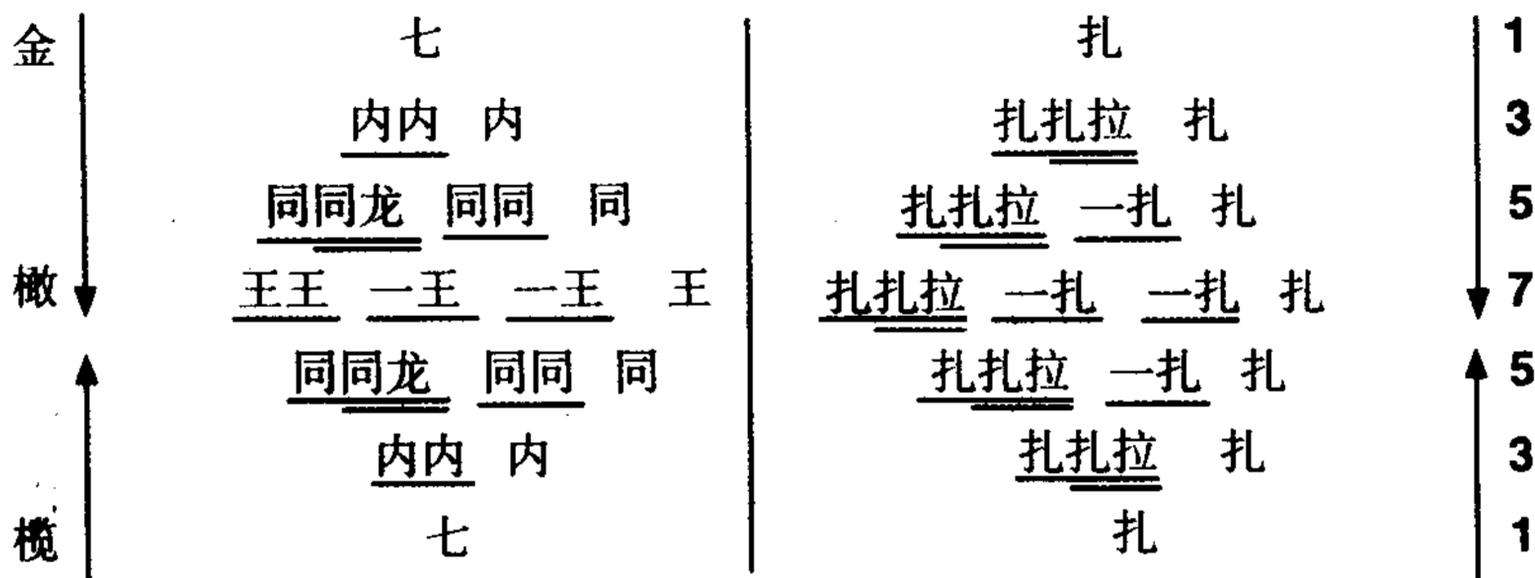 金 七 扎 1
内内 内 扎扎拉 扎 3
同同龙 同同 同 扎扎拉 一扎 扎 5
橄 王王 一王 一王 王 扎扎拉 一扎 一扎 扎 7
同同龙 同同 同 扎扎拉 一扎 扎 5
内内 内 扎扎拉 扎 3
榄 七 扎 1